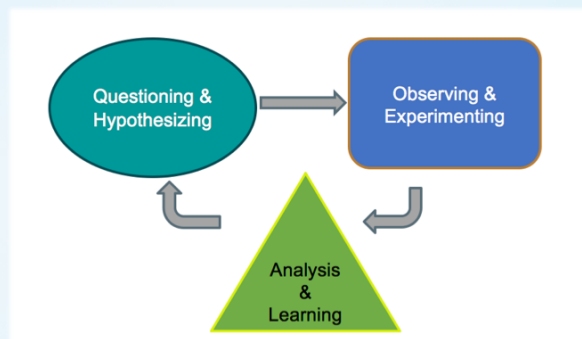 Questioning &
Hypothesizing
Observing &
Experimenting
Analysis
&
Learning